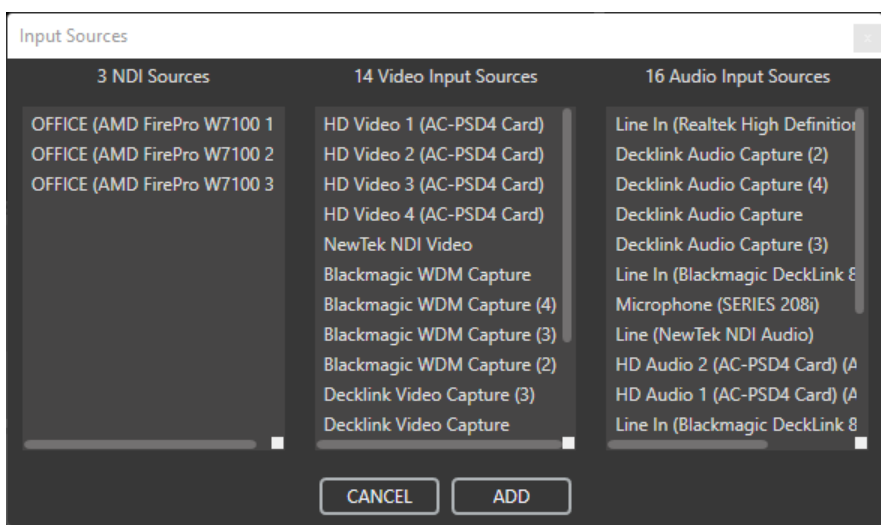 Input Sources
x
3 NDI Sources
OFFICE (AMD FirePro W7100 1
OFFICE (AMD FirePro W7100 2
OFFICE (AMD FirePro W7100 3
14 Video Input Sources
HD Video 1 (AC-PSD4 Card)
HD Video 2 (AC-PSD4 Card)
HD Video 3 (AC-PSD4 Card)
HD Video 4 (AC-PSD4 Card)
NewTek NDI Video
Blackmagic WDM Capture
Blackmagic WDM Capture (4)
Blackmagic WDM Capture (3)
Blackmagic WDM Capture (2)
Decklink Video Capture (3)
Decklink Video Capture
16 Audio Input Sources
Line In (Realtek High Definition
Decklink Audio Capture (2)
Decklink Audio Capture (4)
Decklink Audio Capture
Decklink Audio Capture (3)
Line In (Blackmagic DeckLink 8
Microphone (SERIES 208i)
Line (NewTek NDI Audio)
HD Audio 2 (AC-PSD4 Card) (A
HD Audio 1 (AC-PSD4 Card) (A
Line In (Blackmagic DeckLink 8
CANCEL
ADD